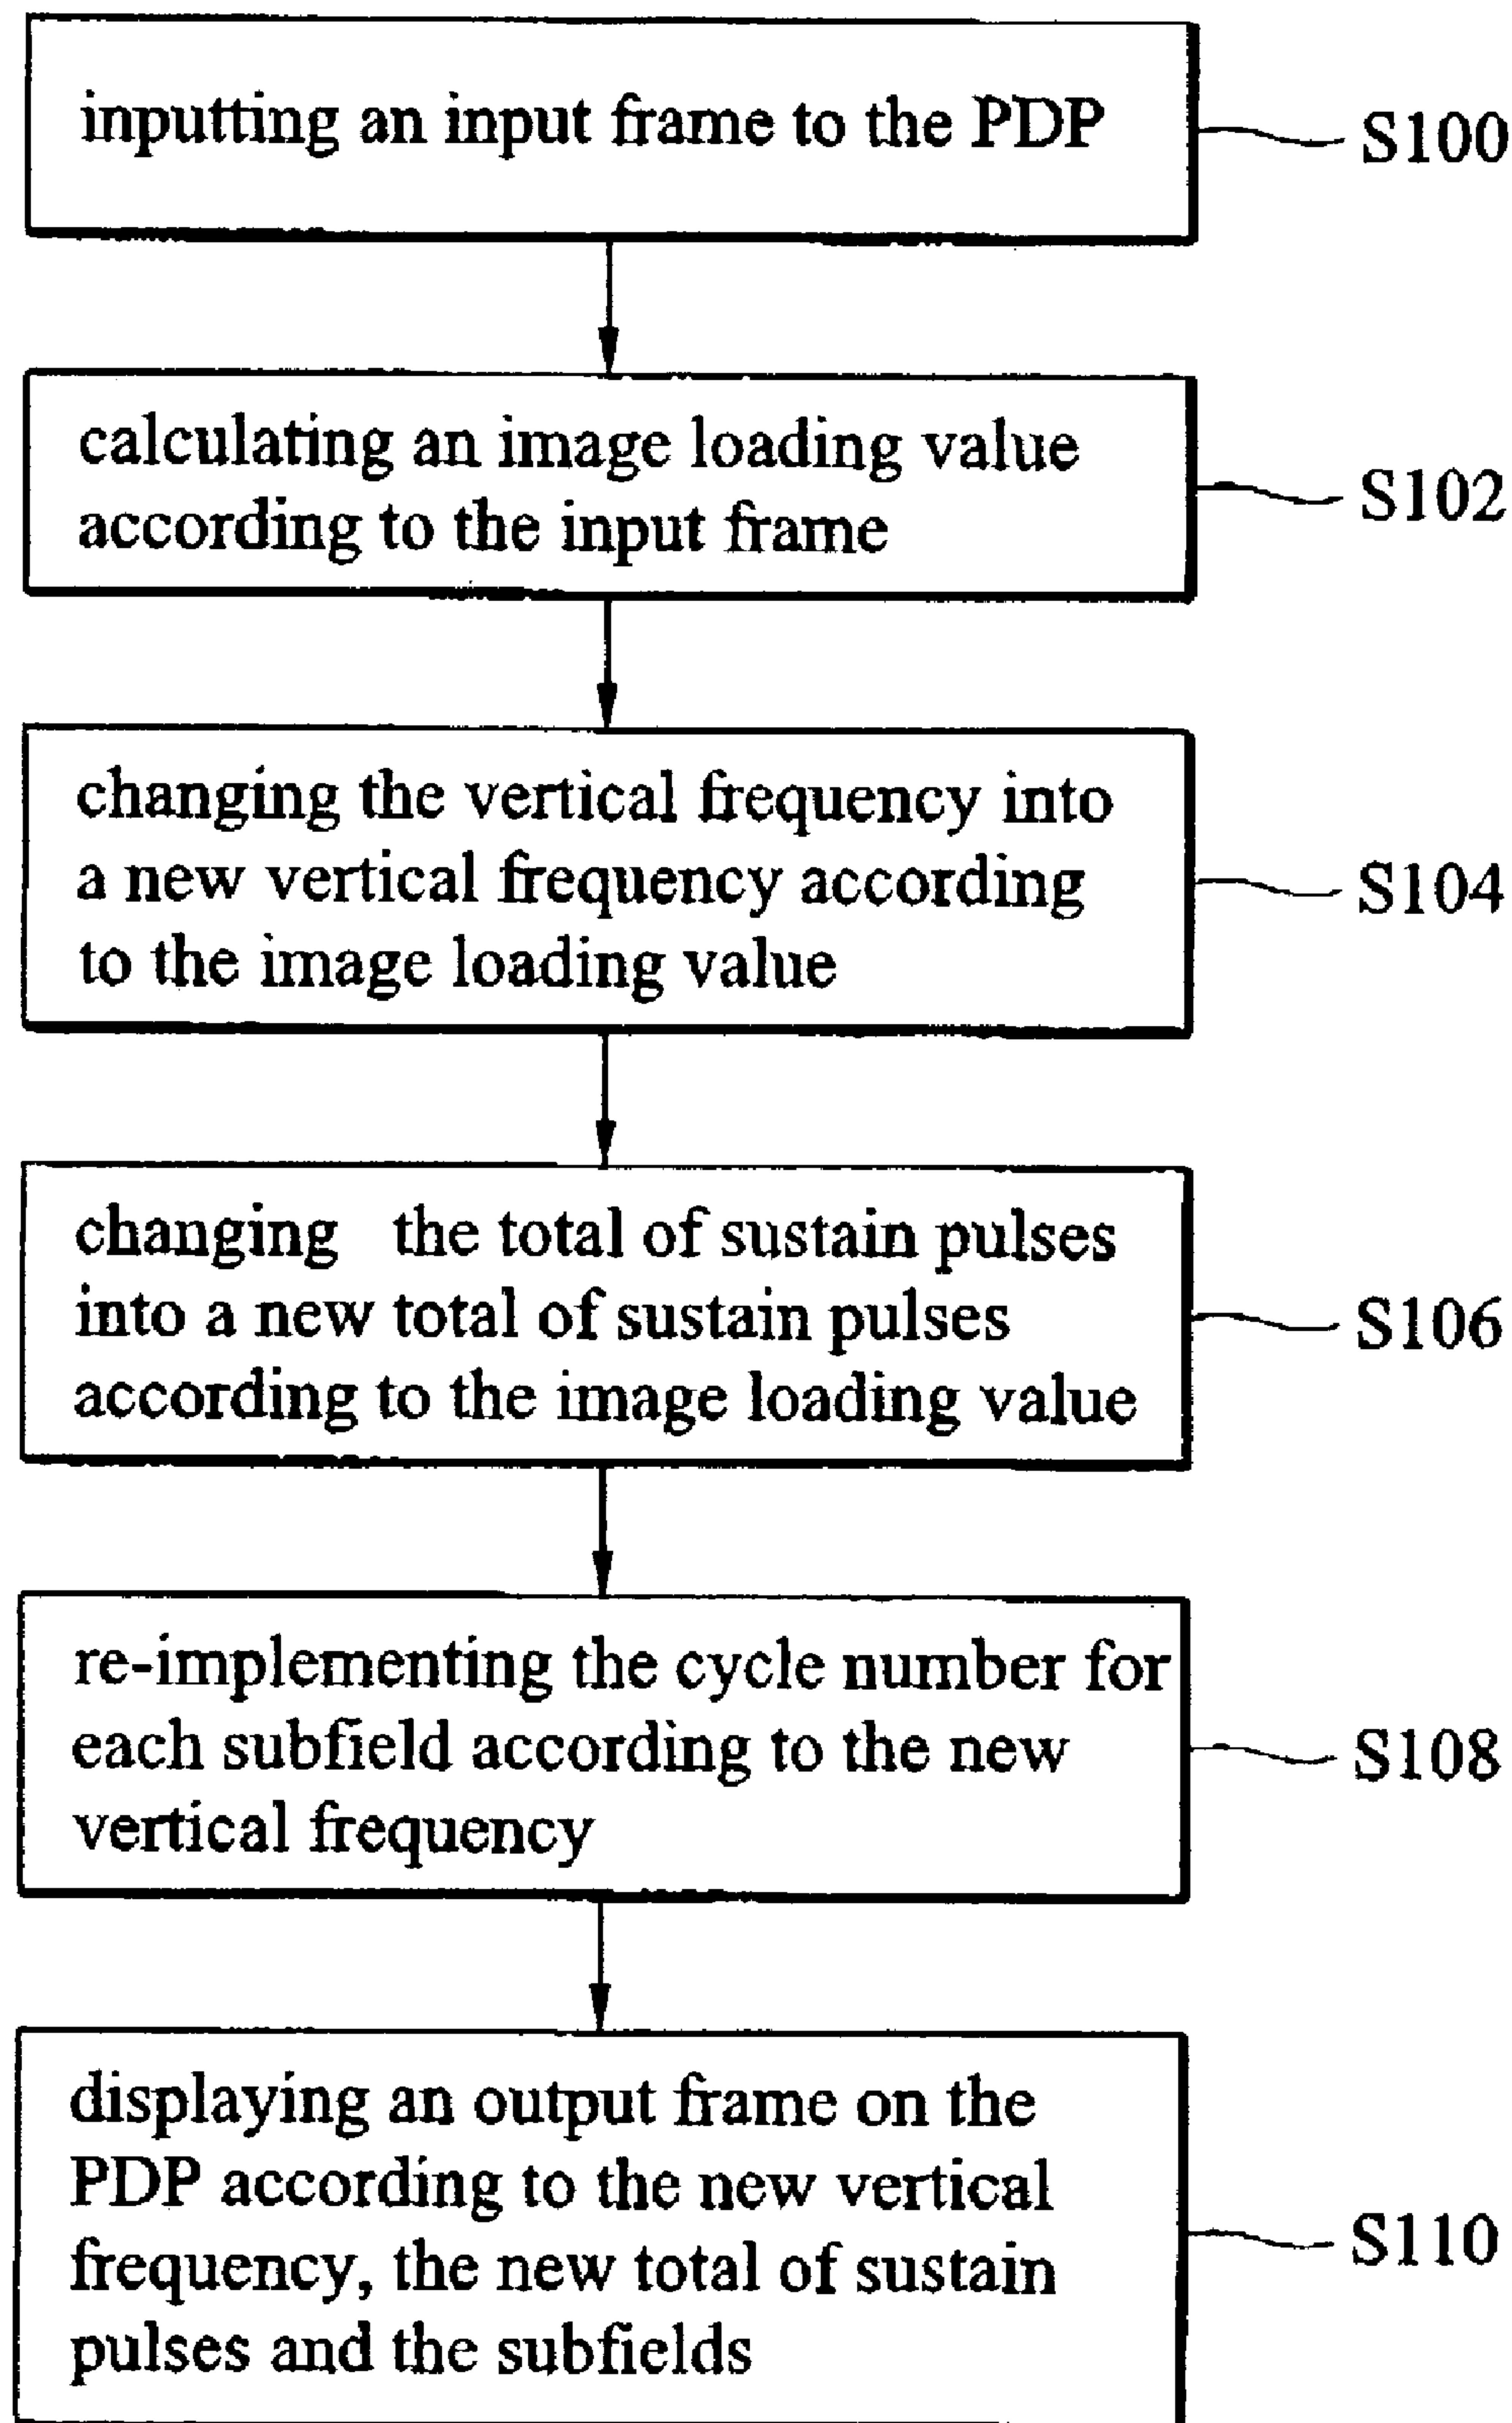 inputting an input frame to the PDP
S100
calculating an image loading value
according to the input frame
S102
changing the vertical frequency into
a new vertical frequency according
to the image loading value
S104
changing the total of sustain pulses
into a new total of sustain pulses
according to the image loading value
S106
re-implementing the cycle number for
each subfield according to the new
vertical frequency
S108
displaying an output frame on the
PDP according to the new vertical
frequency, the new total of sustain
pulses and the subfields
S110